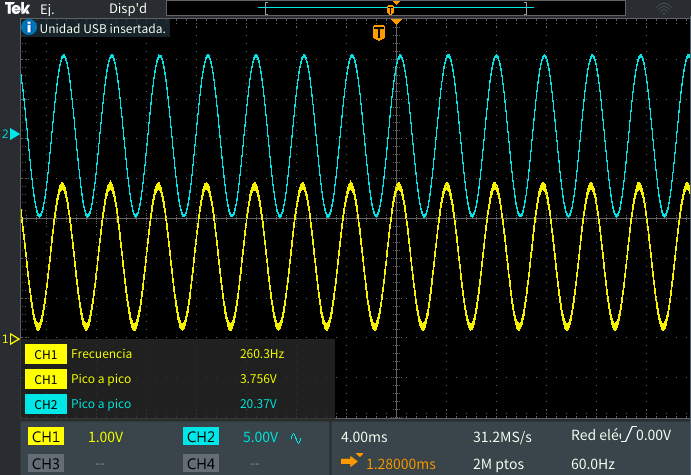 Tek Ej. Disp'd
T
T
i Unidad USB insertada.
2
1
CH1 Frecuencia 260.3Hz
CH1 Pico a pico 3.756V
CH2 Pico a pico 20.37V
CH1 1.00V CH2 5.00V 4.00ms 31.2MS/s Red elé 0.00V
CH3 -- CH4 -- 1.28000ms 2M ptos 60.0Hz